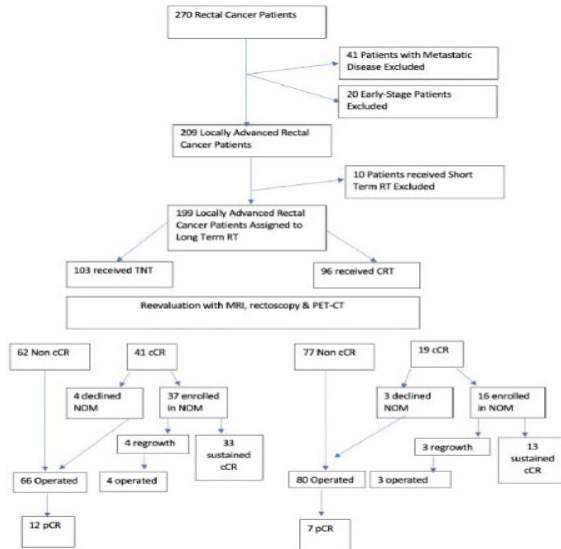 270 Rectal Cancer Patients
41 Patients with Metastatic
Disease Excluded
20 Early-Stage Patients
Excluded
209 Locally Advanced Rectal
Cancer Patients
10 Patients received Short
Term RT Excluded
199 Locally Advanced Rectal
Cancer Patients Assigned to
Long Term RT
103 received TNT
96 received CRT
Reevaluation with MRI, rectoscopy & PET-CT
62 Non cCR
41 cCR
4 declined
NOM
37 enrolled
in NOM
4 regrowth
33
sustained
cCR
66 Operated
4 operated
12 pCR
77 Non cCR
19 cCR
3 declined
NOM
16 enrolled
in NOM
3 regrowth
13
sustained
cCR
80 Operated
3 operated
7 pCR